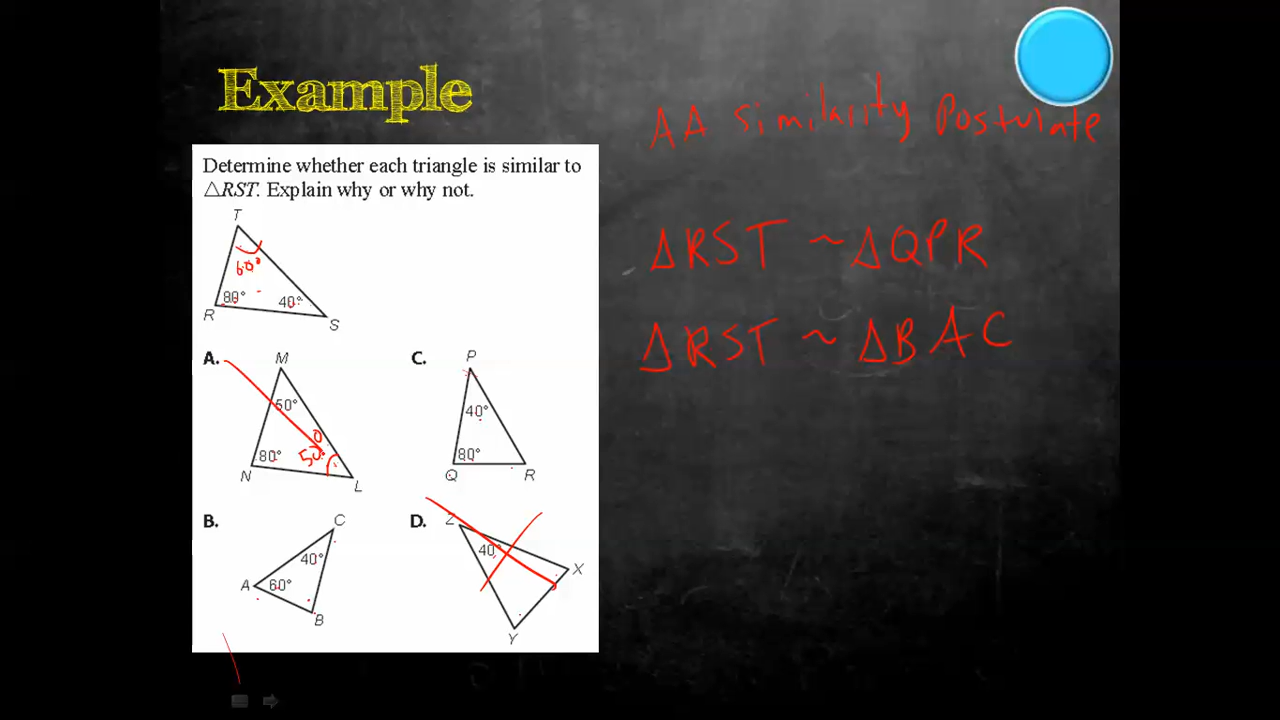 Example
AA Similarity Postulate
Determine whether each triangle is similar to
△RST. Explain why or why not.
T
60°
80°
40°
R
S
△RST ~ △QPR
△RST ~ △BAC
A.
M
50°
80°
50°
N
L
C.
P
40°
80°
Q
R
B.
C
40°
A
60°
B
D.
Z
40°
X
Y